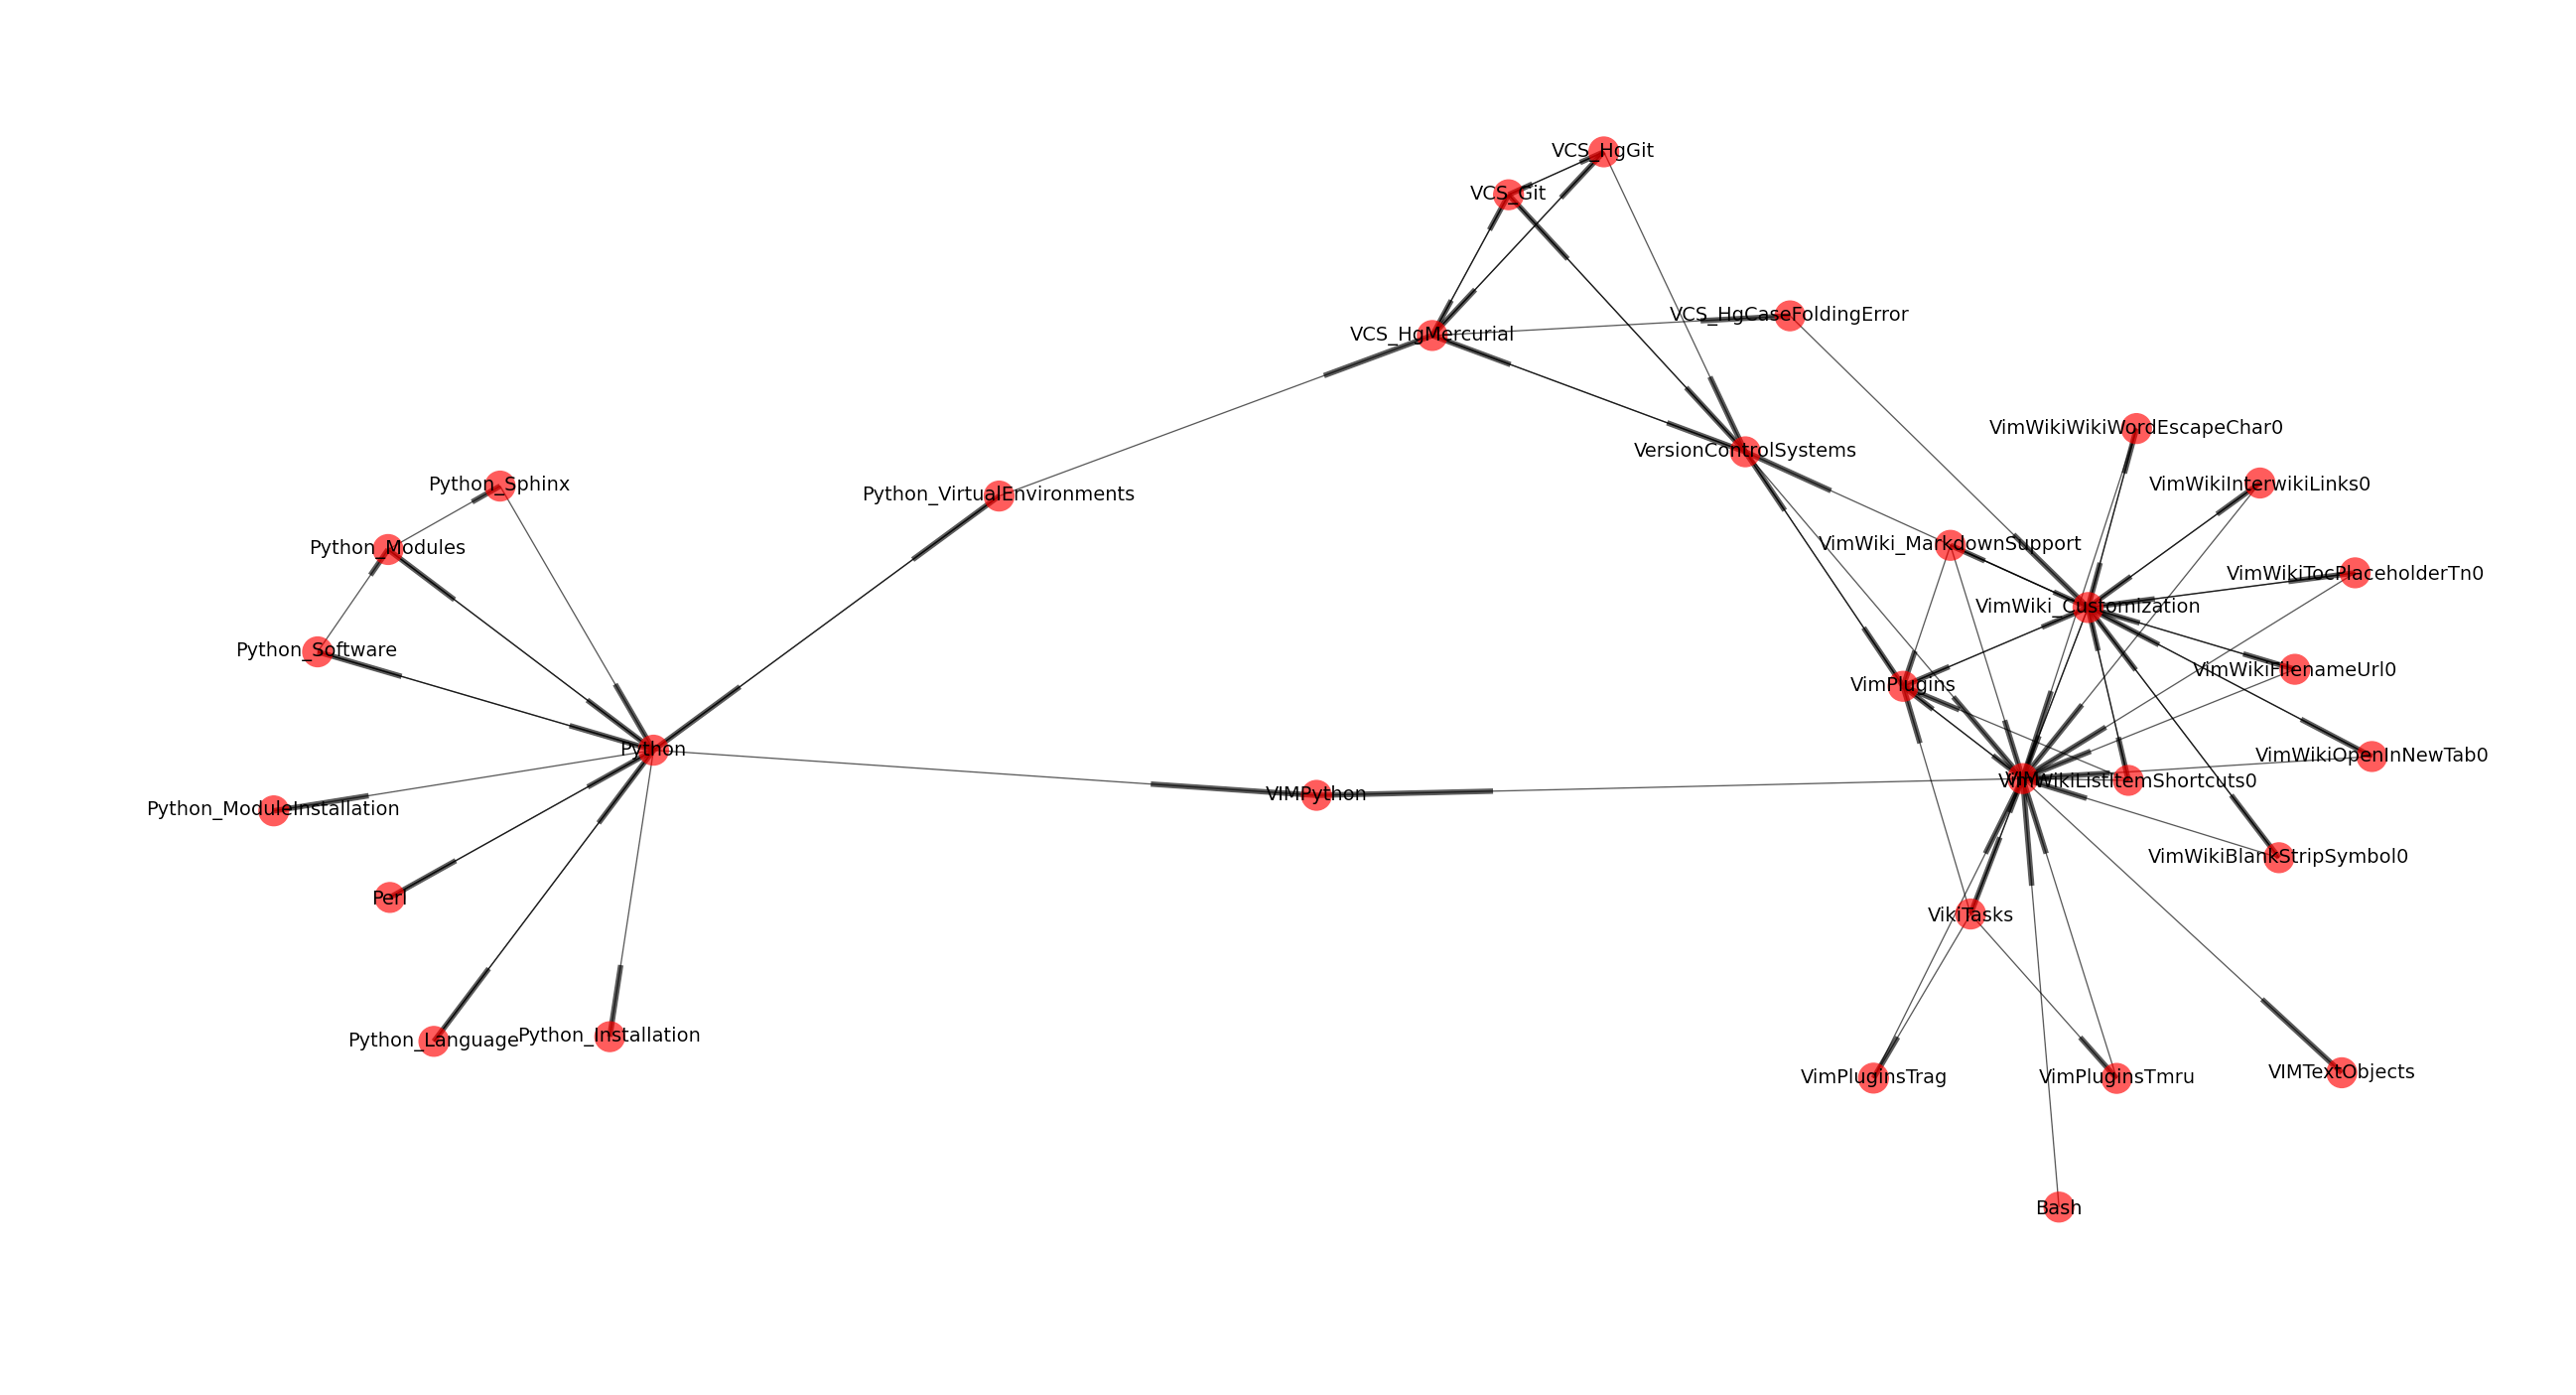 VCS_HgGit
VCS_Git
VCS_HgCaseFoldingError
VCS_HgMercurial
VimWikiWikiWordEscapeChar0
VersionControlSystems
Python_Sphinx
VimWikiInterwikiLinks0
Python_VirtualEnvironments
VimWiki_MarkdownSupport
Python_Modules
VimWikiTocPlaceholderTn0
VimWiki_Customization
Python_Software
VimWikiFilenameUrl0
VimPlugins
Python
VimWikiOpenInNewTab0
VimWikiListItemShortcuts0
VIMPython
Python_ModuleInstallation
VimWikiBlankStripSymbol0
Perl
VikiTasks
Python_Installation
Python_Language
VIMTextObjects
VimPluginsTrag
VimPluginsTmru
Bash